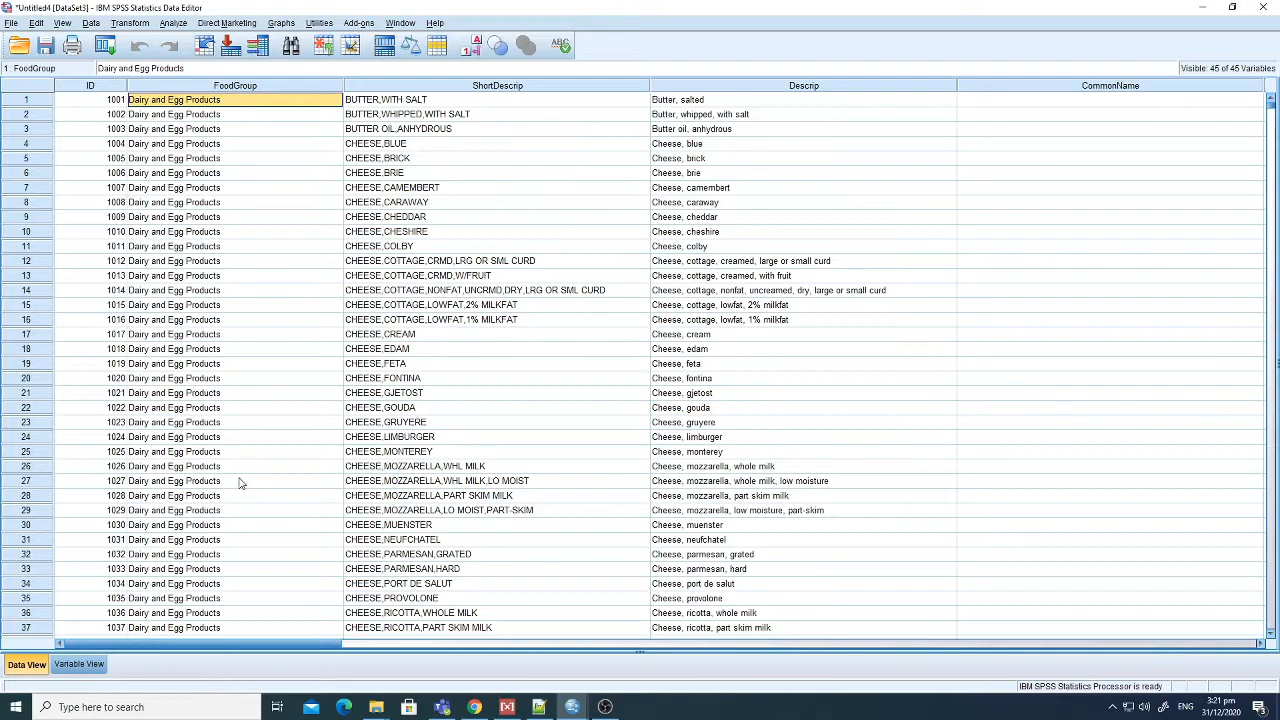 *Untitled4 [DataSet3] - IBM SPSS Statistics Data Editor
File Edit View Data Transform Analyze Direct Marketing Graphs Utilities Add-ons Window Help
1 : FoodGroup Dairy and Egg Products Visible: 45 of 45 Variables
ID FoodGroup ShortDescrip Descrip CommonName
1 1001 Dairy and Egg Products BUTTER,WITH SALT Butter, salted
2 1002 Dairy and Egg Products BUTTER,WHIPPED,WITH SALT Butter, whipped, with salt
3 1003 Dairy and Egg Products BUTTER OIL,ANHYDROUS Butter oil, anhydrous
4 1004 Dairy and Egg Products CHEESE,BLUE Cheese, blue
5 1005 Dairy and Egg Products CHEESE,BRICK Cheese, brick
6 1006 Dairy and Egg Products CHEESE,BRIE Cheese, brie
7 1007 Dairy and Egg Products CHEESE,CAMEMBERT Cheese, camembert
8 1008 Dairy and Egg Products CHEESE,CARAWAY Cheese, caraway
9 1009 Dairy and Egg Products CHEESE,CHEDDAR Cheese, cheddar
10 1010 Dairy and Egg Products CHEESE,CHESHIRE Cheese, cheshire
11 1011 Dairy and Egg Products CHEESE,COLBY Cheese, colby
12 1012 Dairy and Egg Products CHEESE,COTTAGE,CRMD,LRG OR SML CURD Cheese, cottage, creamed, large or small curd
13 1013 Dairy and Egg Products CHEESE,COTTAGE,CRMD,W/FRUIT Cheese, cottage, creamed, with fruit
14 1014 Dairy and Egg Products CHEESE,COTTAGE,NONFAT,UNCRMD,DRY,LRG OR SML CURD Cheese, cottage, nonfat, uncreamed, dry, large or small curd
15 1015 Dairy and Egg Products CHEESE,COTTAGE,LOWFAT,2% MILKFAT Cheese, cottage, lowfat, 2% milkfat
16 1016 Dairy and Egg Products CHEESE,COTTAGE,LOWFAT,1% MILKFAT Cheese, cottage, lowfat, 1% milkfat
17 1017 Dairy and Egg Products CHEESE,CREAM Cheese, cream
18 1018 Dairy and Egg Products CHEESE,EDAM Cheese, edam
19 1019 Dairy and Egg Products CHEESE,FETA Cheese, feta
20 1020 Dairy and Egg Products CHEESE,FONTINA Cheese, fontina
21 1021 Dairy and Egg Products CHEESE,GJETOST Cheese, gjetost
22 1022 Dairy and Egg Products CHEESE,GOUDA Cheese, gouda
23 1023 Dairy and Egg Products CHEESE,GRUYERE Cheese, gruyere
24 1024 Dairy and Egg Products CHEESE,LIMBURGER Cheese, limburger
25 1025 Dairy and Egg Products CHEESE,MONTEREY Cheese, monterey
26 1026 Dairy and Egg Products CHEESE,MOZZARELLA,WHL MILK Cheese, mozzarella, whole milk
27 1027 Dairy and Egg Products CHEESE,MOZZARELLA,WHL MILK,LO MOIST Cheese, mozzarella, whole milk, low moisture
28 1028 Dairy and Egg Products CHEESE,MOZZARELLA,PART SKIM MILK Cheese, mozzarella, part skim milk
29 1029 Dairy and Egg Products CHEESE,MOZZARELLA,LO MOIST,PART-SKIM Cheese, mozzarella, low moisture, part-skim
30 1030 Dairy and Egg Products CHEESE,MUENSTER Cheese, muenster
31 1031 Dairy and Egg Products CHEESE,NEUFCHATEL Cheese, neufchatel
32 1032 Dairy and Egg Products CHEESE,PARMESAN,GRATED Cheese, parmesan, grated
33 1033 Dairy and Egg Products CHEESE,PARMESAN,HARD Cheese, parmesan, hard
34 1034 Dairy and Egg Products CHEESE,PORT DE SALUT Cheese, port de salut
35 1035 Dairy and Egg Products CHEESE,PROVOLONE Cheese, provolone
36 1036 Dairy and Egg Products CHEESE,RICOTTA,WHOLE MILK Cheese, ricotta, whole milk
37 1037 Dairy and Egg Products CHEESE,RICOTTA,PART SKIM MILK Cheese, ricotta, part skim milk
Data View Variable View
IBM SPSS Statistics Processor is ready
Type here to search ENG 3:21
31/12/2020